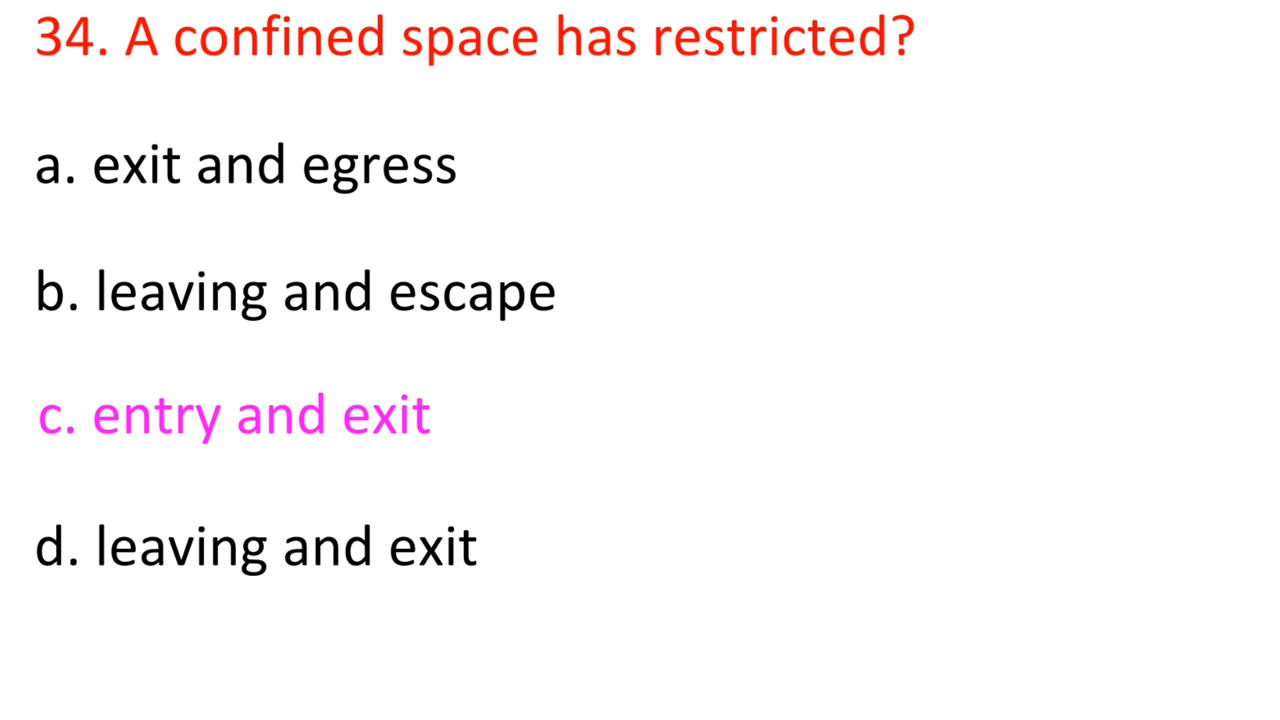 34. A confined space has restricted?
a. exit and egress
b. leaving and escape
c. entry and exit
d. leaving and exit